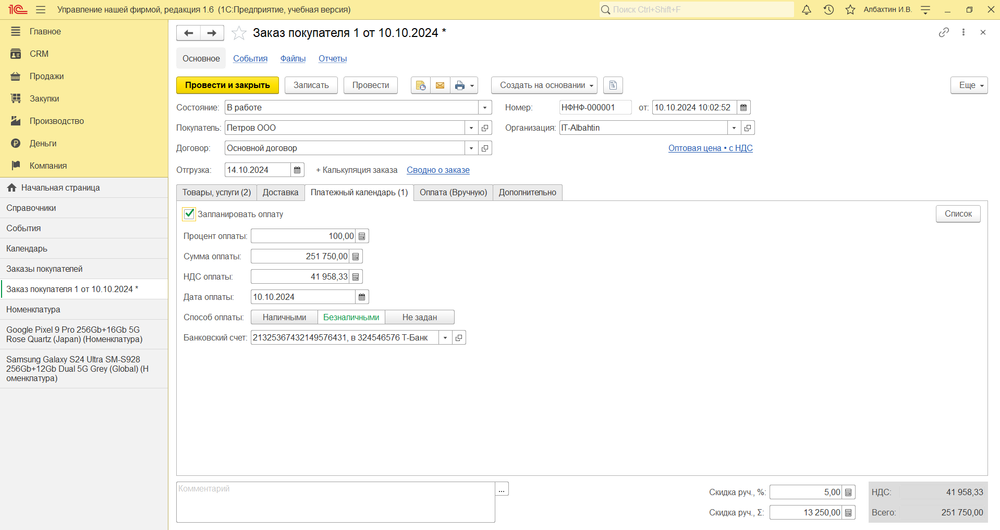 1С Управление нашей фирмой, редакция 1.6 (1С:Предприятие, учебная версия) Поиск Ctrl+Shift+F Албахтин И.В.
Главное
CRM
Продажи
Закупки
Производство
Деньги
Компания
Начальная страница
Справочники
События
Календарь
Заказы покупателей
Заказ покупателя 1 от 10.10.2024 *
Номенклатура
Google Pixel 9 Pro 256Gb+16Gb 5G
Rose Quartz (Japan) (Номенклатура)
Samsung Galaxy S24 Ultra SM-S928
256Gb+12Gb Dual 5G Grey (Global) (Н
оменклатура)
Заказ покупателя 1 от 10.10.2024 *
Основное События Файлы Отчеты
Провести и закрыть Записать Провести Создать на основании Еще
Состояние: В работе Номер: НФНФ-000001 от: 10.10.2024 10:02:52
Покупатель: Петров ООО Организация: IT-Albahtin
Договор: Основной договор Оптовая цена • с НДС
Отгрузка: 14.10.2024 + Калькуляция заказа Сводно о заказе
Товары, услуги (2) Доставка Платежный календарь (1) Оплата (Вручную) Дополнительно
Запланировать оплату Список
Процент оплаты: 100,00
Сумма оплаты: 251 750,00
НДС оплаты: 41 958,33
Дата оплаты: 10.10.2024
Способ оплаты: Наличными Безналичными Не задан
Банковский счет: 21325367432149576431, в 324546576 Т-Банк
Комментарий ...
Скидка руч., %: 5,00 НДС: 41 958,33
Скидка руч., Σ: 13 250,00 Всего: 251 750,00